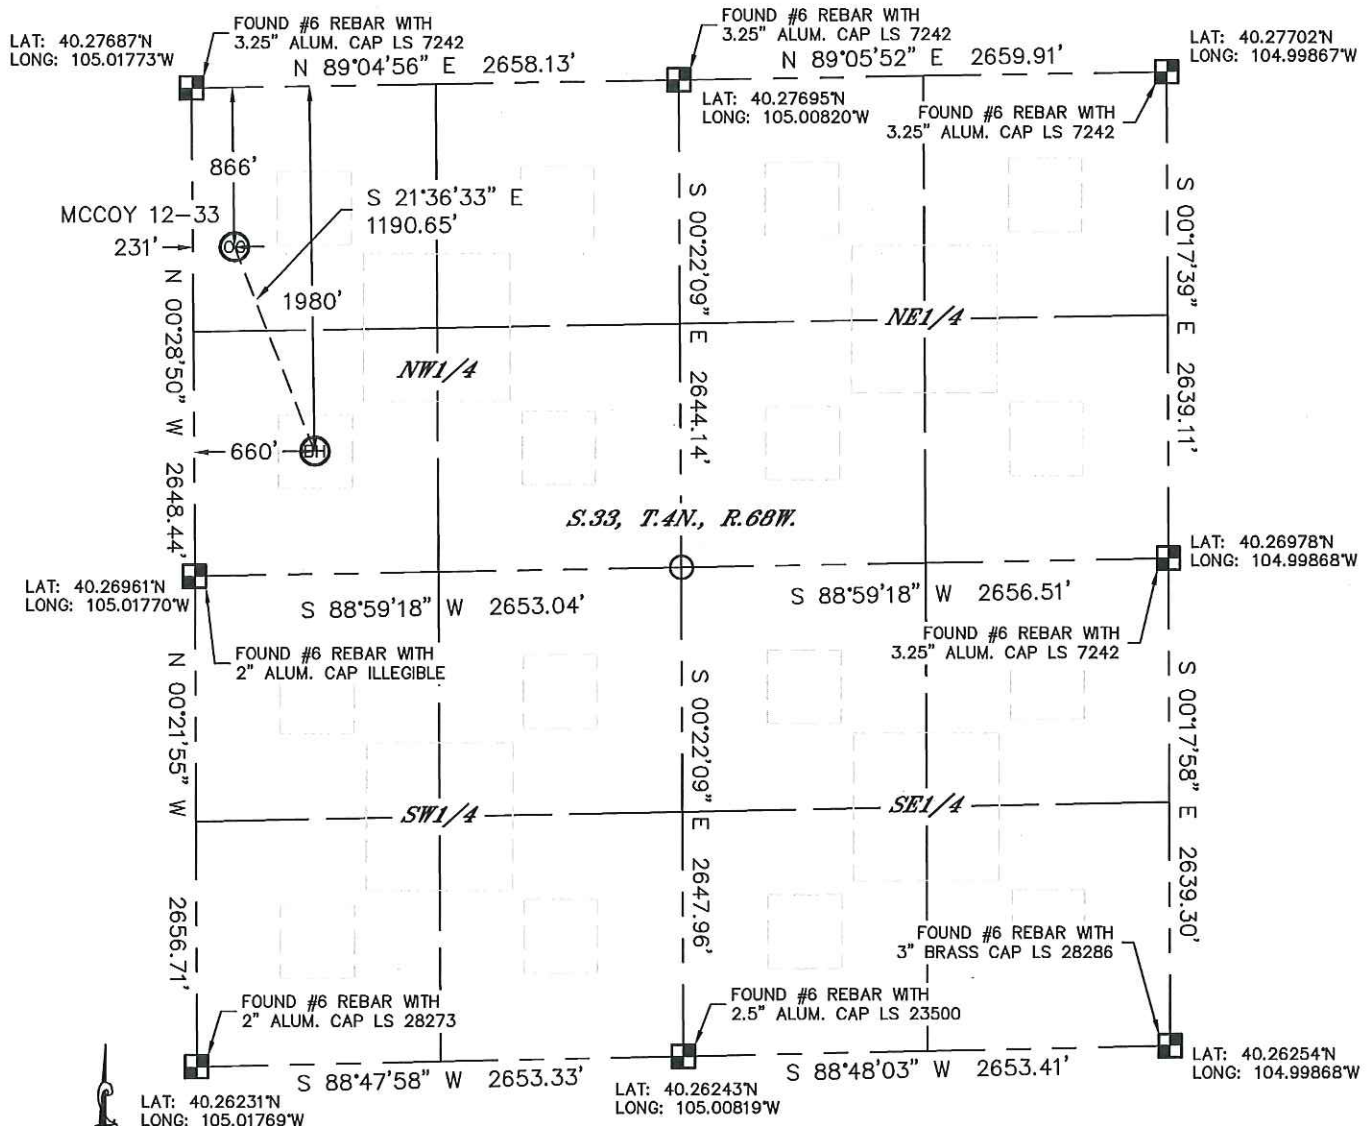 FOUND #6 REBAR WITH
3.25" ALUM. CAP LS 7242
LAT: 40.27687°N
LONG: 105.01773°W
N 89°04'56" E 2658.13'
FOUND #6 REBAR WITH
3.25" ALUM. CAP LS 7242
N 89°05'52" E 2659.91'
LAT: 40.27702°N
LONG: 104.99867°W
LAT: 40.27695°N
LONG: 105.00820°W
FOUND #6 REBAR WITH
3.25" ALUM. CAP LS 7242
866'
S 21°36'33" E
1190.65'
MCCOY 12-33
231'
1980'
660'
BH
N 00°28'50" W 2648.44'
S 00°22'09" E 2644.14'
S 00°17'39" E 2639.11'
NW1/4
NE1/4
S.33, T.4N., R.68W.
LAT: 40.26961°N
LONG: 105.01770°W
S 88°59'18" W 2653.04'
S 88°59'18" W 2656.51'
LAT: 40.26978°N
LONG: 104.99868°W
FOUND #6 REBAR WITH
2" ALUM. CAP ILLEGIBLE
FOUND #6 REBAR WITH
3.25" ALUM. CAP LS 7242
N 00°21'55" W 2656.71'
S 00°22'09" E 2647.96'
S 00°17'58" E 2639.30'
SW1/4
SE1/4
FOUND #6 REBAR WITH
3" BRASS CAP LS 28286
FOUND #6 REBAR WITH
2" ALUM. CAP LS 28273
FOUND #6 REBAR WITH
2.5" ALUM. CAP LS 23500
S 88°47'58" W 2653.33'
S 88°48'03" W 2653.41'
LAT: 40.26231°N
LONG: 105.01769°W
LAT: 40.26243°N
LONG: 105.00819°W
LAT: 40.26254°N
LONG: 104.99868°W